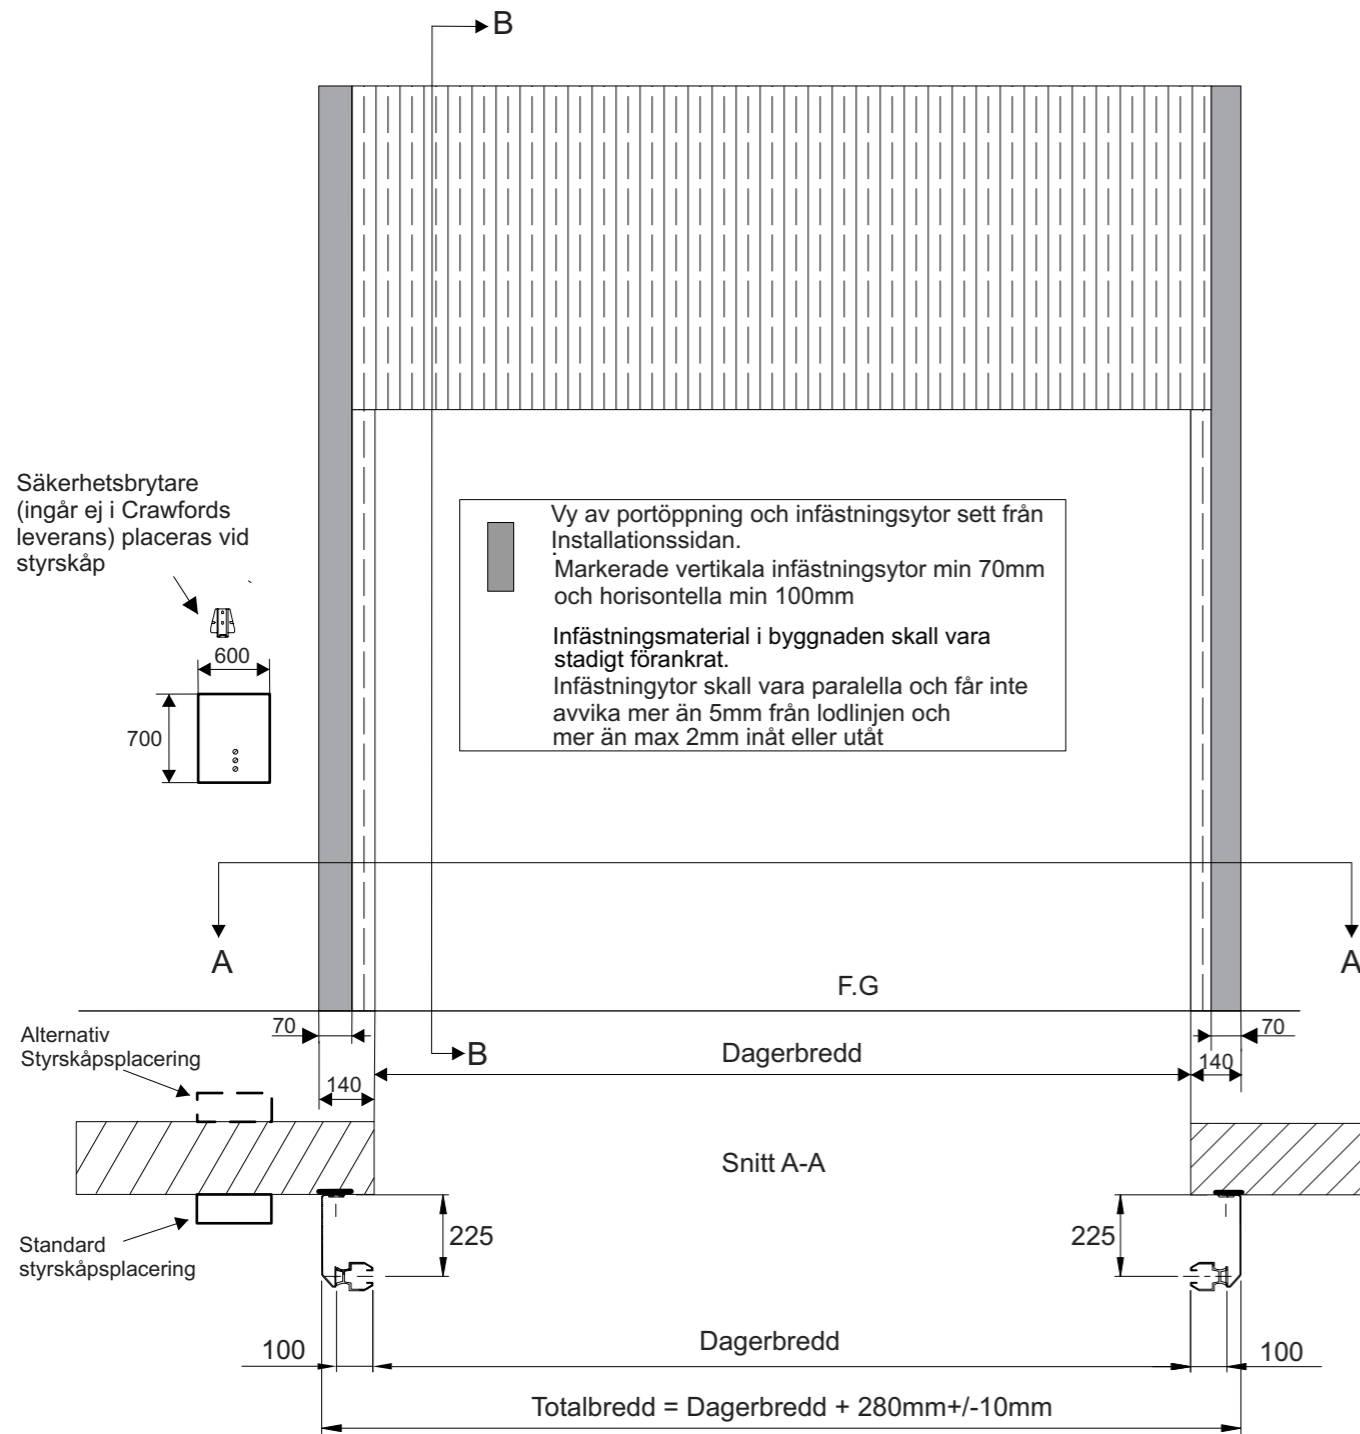 B
Säkerhetsbrytare
(ingår ej i Crawfords
leverans) placeras vid
styrskåp
600
700
Vy av portöppning och infästningsytor sett från
Installationssidan.
Markerade vertikala infästningsytor min 70mm
och horisontella min 100mm
Infästningsmaterial i byggnaden skall vara
stadigt förankrat.
Infästningytor skall vara paralella och får inte
avvika mer än 5mm från lodlinjen och
mer än max 2mm inåt eller utåt
A
A
F.G
70
70
B
Dagerbredd
140
140
Alternativ
Styrskåpsplacering
Snitt A-A
225
225
Standard
styrskåpsplacering
100
Dagerbredd
100
Totalbredd = Dagerbredd + 280mm+/-10mm